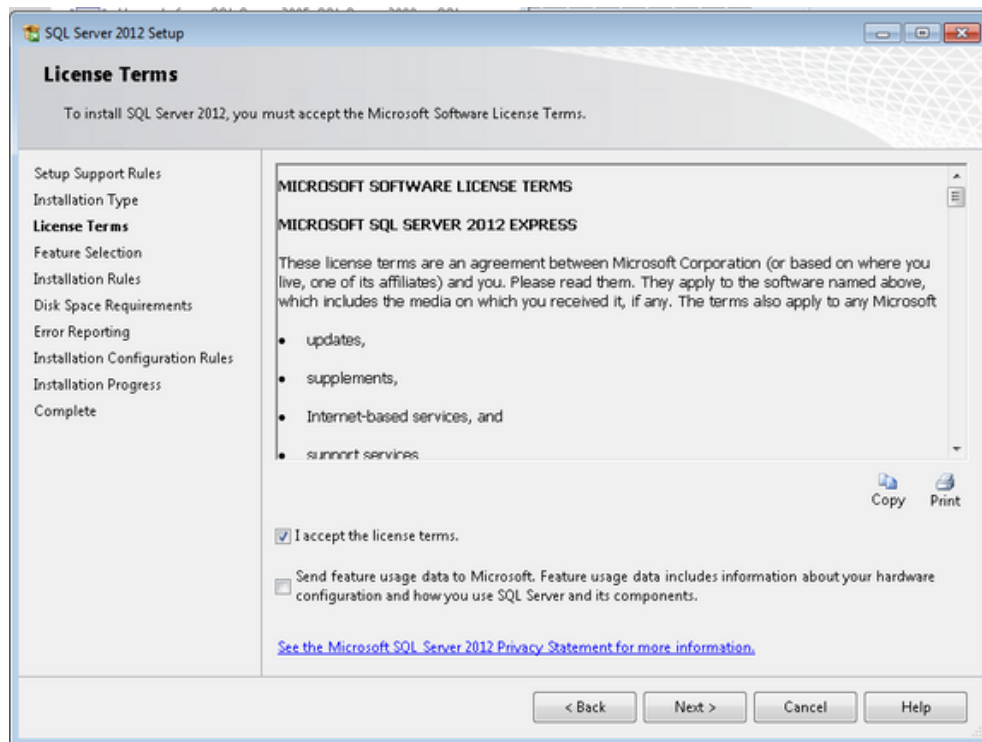 SQL Server 2012 Setup
License Terms
To install SQL Server 2012, you must accept the Microsoft Software License Terms.
Setup Support Rules
Installation Type
License Terms
Feature Selection
Installation Rules
Disk Space Requirements
Error Reporting
Installation Configuration Rules
Installation Progress
Complete
MICROSOFT SOFTWARE LICENSE TERMS
MICROSOFT SQL SERVER 2012 EXPRESS
These license terms are an agreement between Microsoft Corporation (or based on where you
live, one of its affiliates) and you. Please read them. They apply to the software named above,
which includes the media on which you received it, if any. The terms also apply to any Microsoft
• updates,
• supplements,
• Internet-based services, and
• support services
Copy Print
I accept the license terms.
Send feature usage data to Microsoft. Feature usage data includes information about your hardware
configuration and how you use SQL Server and its components.
See the Microsoft SQL Server 2012 Privacy Statement for more information.
< Back Next > Cancel Help